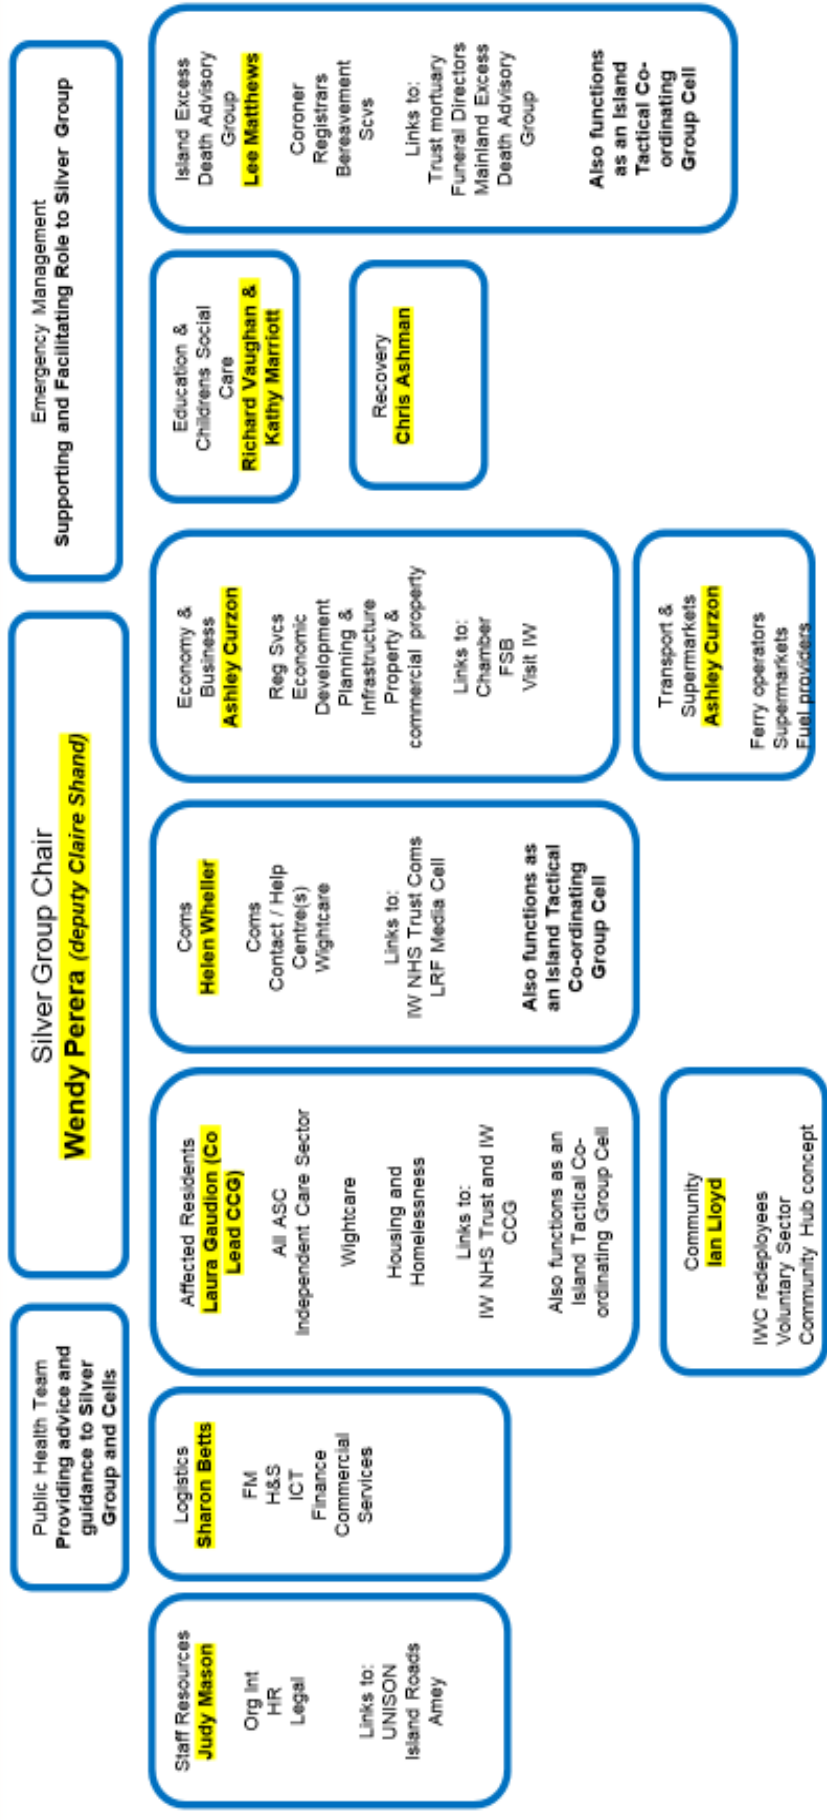 Public Health Team
Providing advice and
guidance to Silver
Group and Cells
Silver Group Chair
Wendy Perera (deputy Claire Shand)
Emergency Management
Supporting and Facilitating Role to Silver Group
Staff Resources
Judy Mason
Org Int
HR
Legal
Links to:
UNISON
Island Roads
Amey
Logistics
Sharon Betts
FM
H&S
ICT
Finance
Commercial
Services
Affected Residents
Laura Gaudion (Co
Lead CCG)
All ASC
Independent Care Sector
Wightcare
Housing and
Homelessness
Links to:
IW NHS Trust and IW
CCG
Also functions as an
Island Tactical Co-
ordinating Group Cell
Community
Ian Lloyd
IWC redeployees
Voluntary Sector
Community Hub concept
Coms
Helen Wheller
Coms
Contact / Help
Centre(s)
Wightcare
Links to:
IW NHS Trust Coms
LRF Media Cell
Also functions as
an Island Tactical
Co-ordinating
Group Cell
Economy &
Business
Ashley Curzon
Reg Svcs
Economic
Development
Planning &
Infrastructure
Property &
commercial property
Links to:
Chamber
FSB
Visit IW
Transport &
Supermarkets
Ashley Curzon
Ferry operators
Supermarkets
Fuel providers
Education &
Childrens Social
Care
Richard Vaughan &
Kathy Marriott
Recovery
Chris Ashman
Island Excess
Death Advisory
Group
Lee Matthews
Coroner
Registrars
Bereavement
Scvs
Links to:
Trust mortuary
Funeral Directors
Mainland Excess
Death Advisory
Group
Also functions
as an Island
Tactical Co-
ordinating
Group Cell